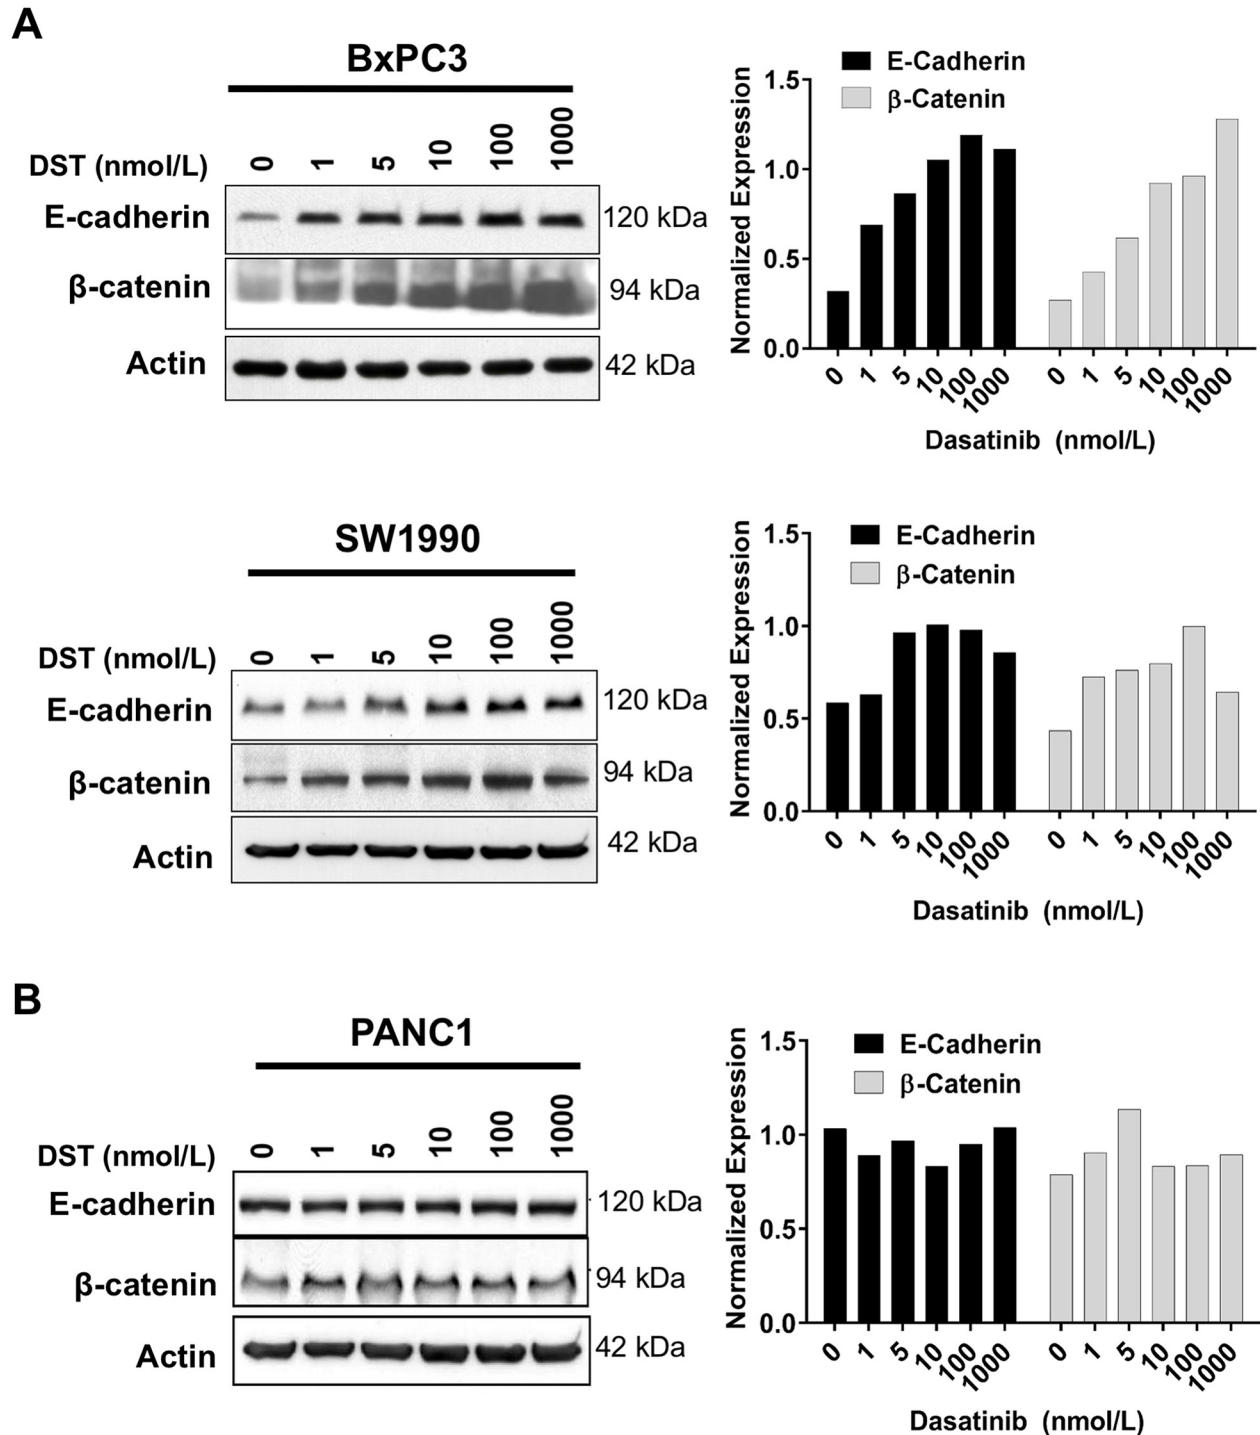 A
BxPC3
DST (nmol/L) 0 1 5 10 100 1000
E-cadherin 120 kDa
β-catenin 94 kDa
Actin 42 kDa
E-Cadherin
β-Catenin
Normalized Expression
1.5
1.0
0.5
0.0
0 1 5 10 100 1000 0 1 5 10 100 1000
Dasatinib (nmol/L)
SW1990
DST (nmol/L) 0 1 5 10 100 1000
E-cadherin 120 kDa
β-catenin 94 kDa
Actin 42 kDa
E-Cadherin
β-Catenin
Normalized Expression
1.5
1.0
0.5
0.0
0 1 5 10 100 1000 0 1 5 10 100 1000
Dasatinib (nmol/L)
B
PANC1
DST (nmol/L) 0 1 5 10 100 1000
E-cadherin 120 kDa
β-catenin 94 kDa
Actin 42 kDa
E-Cadherin
β-Catenin
Normalized Expression
1.5
1.0
0.5
0.0
0 1 5 10 100 1000 0 1 5 10 100 1000
Dasatinib (nmol/L)